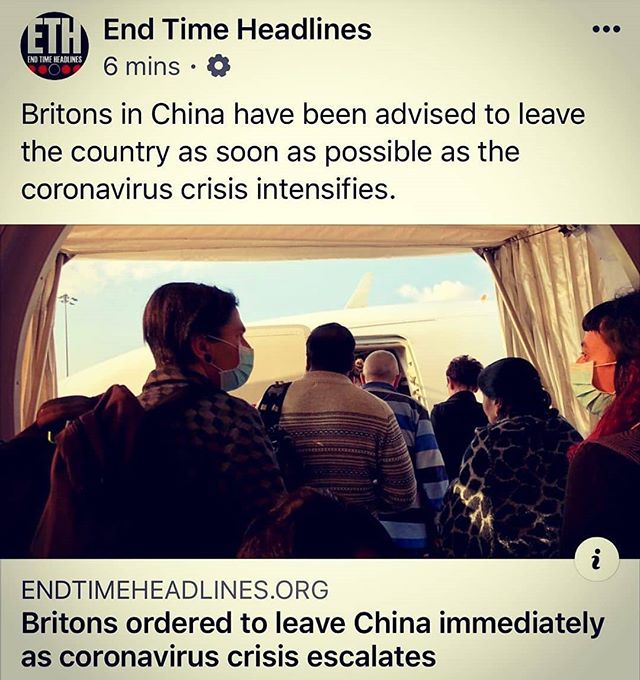 ETH
END TIME HEADLINES
End Time Headlines
6 mins ·
Britons in China have been advised to leave
the country as soon as possible as the
coronavirus crisis intensifies.
i
ENDTIMEHEADLINES.ORG
Britons ordered to leave China immediately
as coronavirus crisis escalates